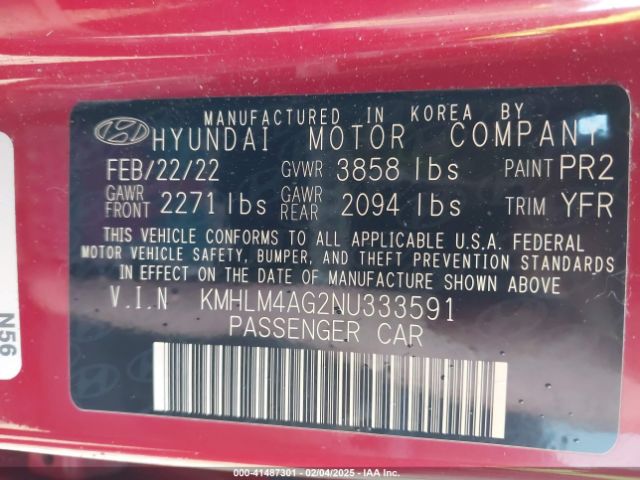 MANUFACTURED IN KOREA BY
HYUNDAI MOTOR COMPANY
FEB/22/22 GVWR 3858 lbs PAINT PR2
GAWR FRONT 2271 lbs GAWR REAR 2094 lbs TRIM YFR
THIS VEHICLE CONFORMS TO ALL APPLICABLE U.S.A. FEDERAL
MOTOR VEHICLE SAFETY, BUMPER, AND THEFT PREVENTION STANDARDS
IN EFFECT ON THE DATE OF MANUFACTURE SHOWN ABOVE
V.I.N KMHLM4AG2NU333591
PASSENGER CAR
N56
000-41487301 - 02/04/2025 - IAA Inc.